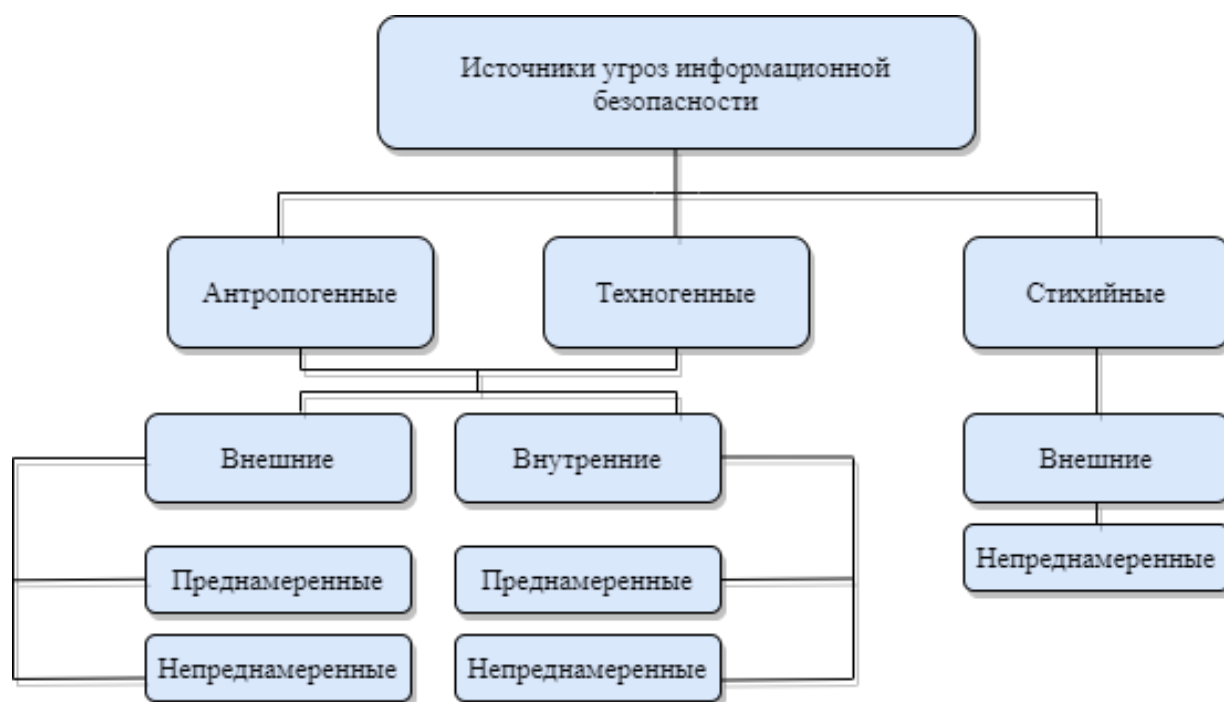 Источники угроз информационной
безопасности
Антропогенные
Техногенные
Стихийные
Внешние
Внутренние
Внешние
Преднамеренные
Преднамеренные
Непреднамеренные
Непреднамеренные
Непреднамеренные